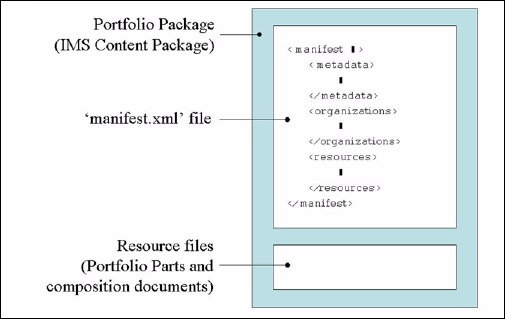 Portfolio Package
(IMS Content Package)
<manifest ▮>
<metadata>
▮
</metadata>
<organizations>
▮
</organizations>
<resources>
▮
</resources>
</manifest>
‘manifest.xml’ file
Resource files
(Portfolio Parts and
composition documents)